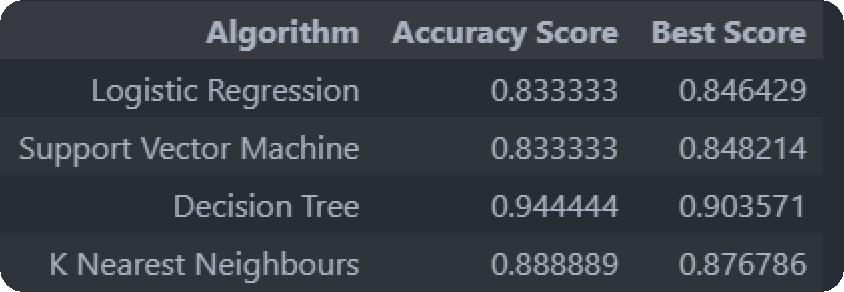 Algorithm Accuracy Score Best Score
Logistic Regression 0.833333 0.846429
Support Vector Machine 0.833333 0.848214
Decision Tree 0.944444 0.903571
K Nearest Neighbours 0.888889 0.876786